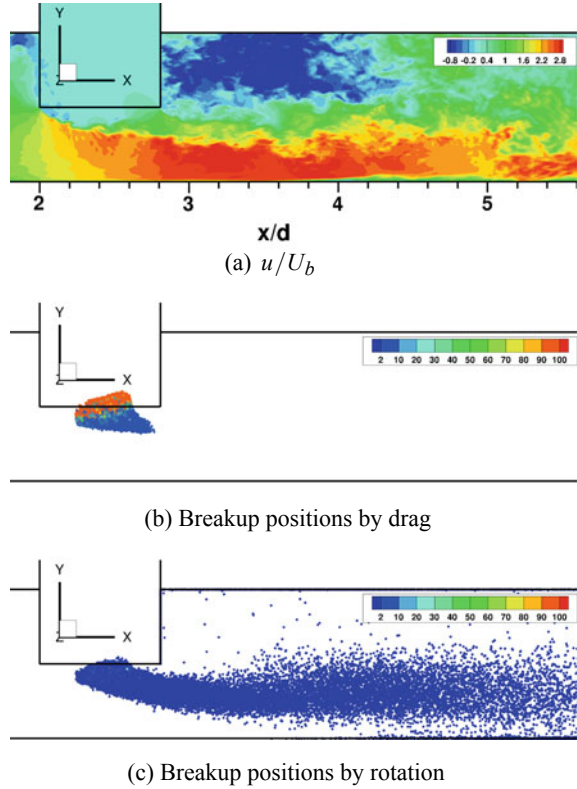 Y
Z X
-0.8 -0.2 0.4 1 1.6 2.2 2.8
2 3 4 5
x/d
(a) u/U_b
Y
Z X
2 10 20 30 40 50 60 70 80 90 100
(b) Breakup positions by drag
Y
Z X
2 10 20 30 40 50 60 70 80 90 100
(c) Breakup positions by rotation